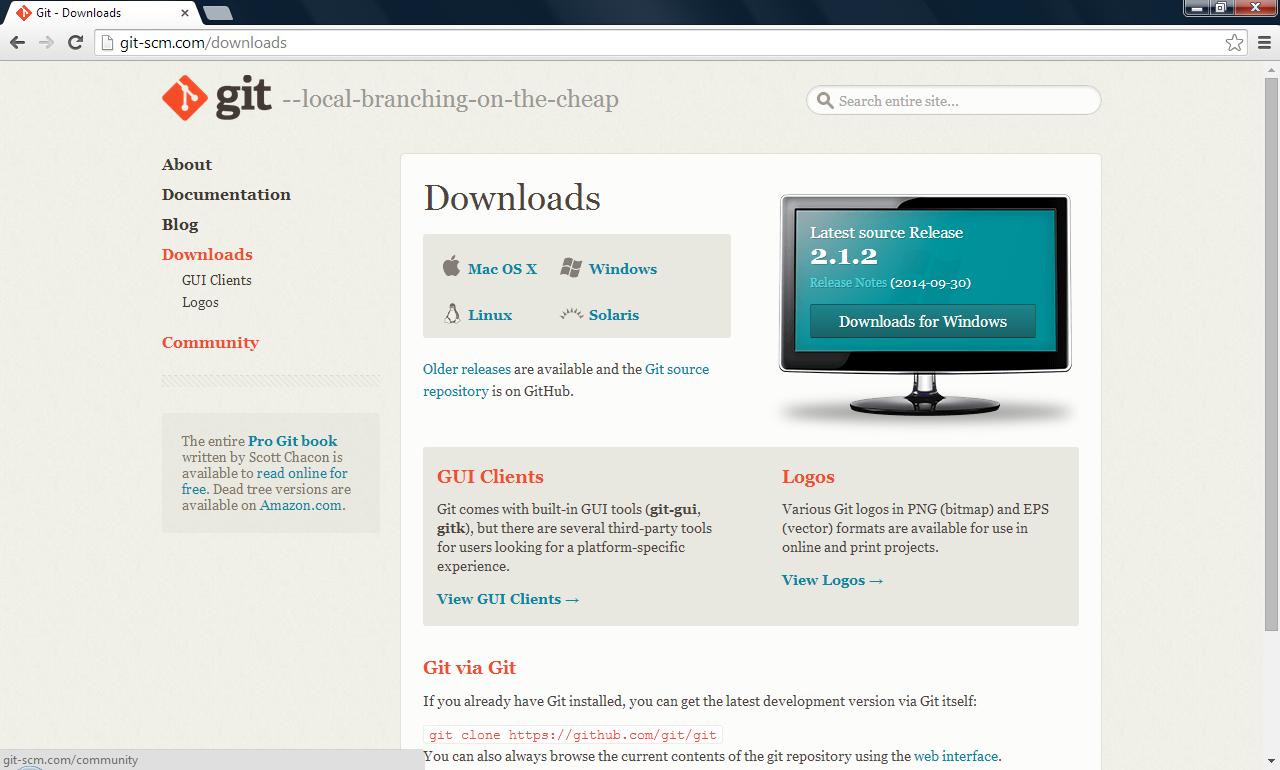 Git - Downloads
git-scm.com/downloads
git --local-branching-on-the-cheap
Search entire site...
About
Documentation
Blog
Downloads
GUI Clients
Logos
Community
The entire Pro Git book
written by Scott Chacon is
available to read online for
free. Dead tree versions are
available on Amazon.com.
Downloads
Mac OS X
Windows
Linux
Solaris
Older releases are available and the Git source
repository is on GitHub.
Latest source Release
2.1.2
Release Notes (2014-09-30)
Downloads for Windows
GUI Clients
Git comes with built-in GUI tools (git-gui,
gitk), but there are several third-party tools
for users looking for a platform-specific
experience.
View GUI Clients →
Logos
Various Git logos in PNG (bitmap) and EPS
(vector) formats are available for use in
online and print projects.
View Logos →
Git via Git
If you already have Git installed, you can get the latest development version via Git itself:
git clone https://github.com/git/git
You can also always browse the current contents of the git repository using the web interface.
git-scm.com/community